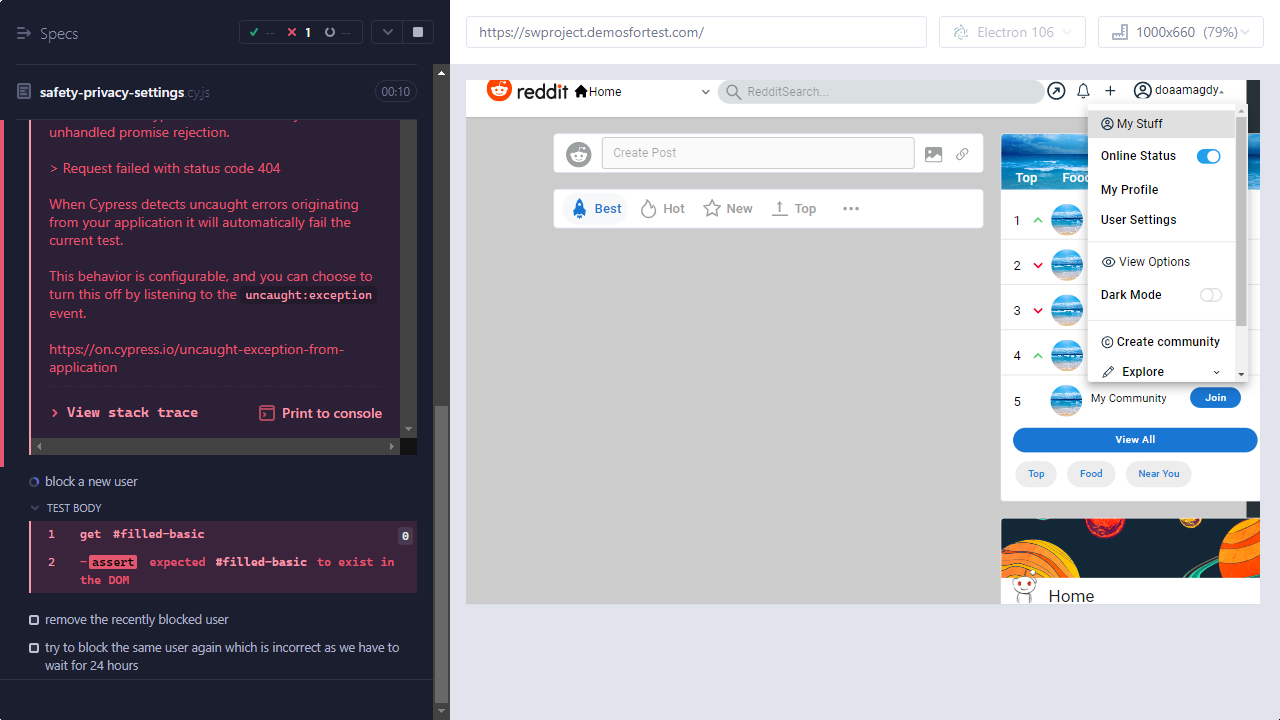 Specs
-- 1 --
safety-privacy-settings.cy.js
00:10
unhandled promise rejection.
> Request failed with status code 404
When Cypress detects uncaught errors originating
from your application it will automatically fail the
current test.
This behavior is configurable, and you can choose to
turn this off by listening to the uncaught:exception
event.
https://on.cypress.io/uncaught-exception-from-
application
View stack trace
Print to console
block a new user
TEST BODY
1 get #filled-basic 0
2 -assert expected #filled-basic to exist in
the DOM
remove the recently blocked user
try to block the same user again which is incorrect as we have to
wait for 24 hours
https://swproject.demosfortest.com/
Electron 106
1000x660 (79%)
reddit
Home
RedditSearch...
doaamagdy
Create Post
Best
Hot
New
Top
Top
1
2
3
4
5
My Community
Join
View All
Top
Food
Near You
Home
My Stuff
Online Status
My Profile
User Settings
View Options
Dark Mode
Create community
Explore